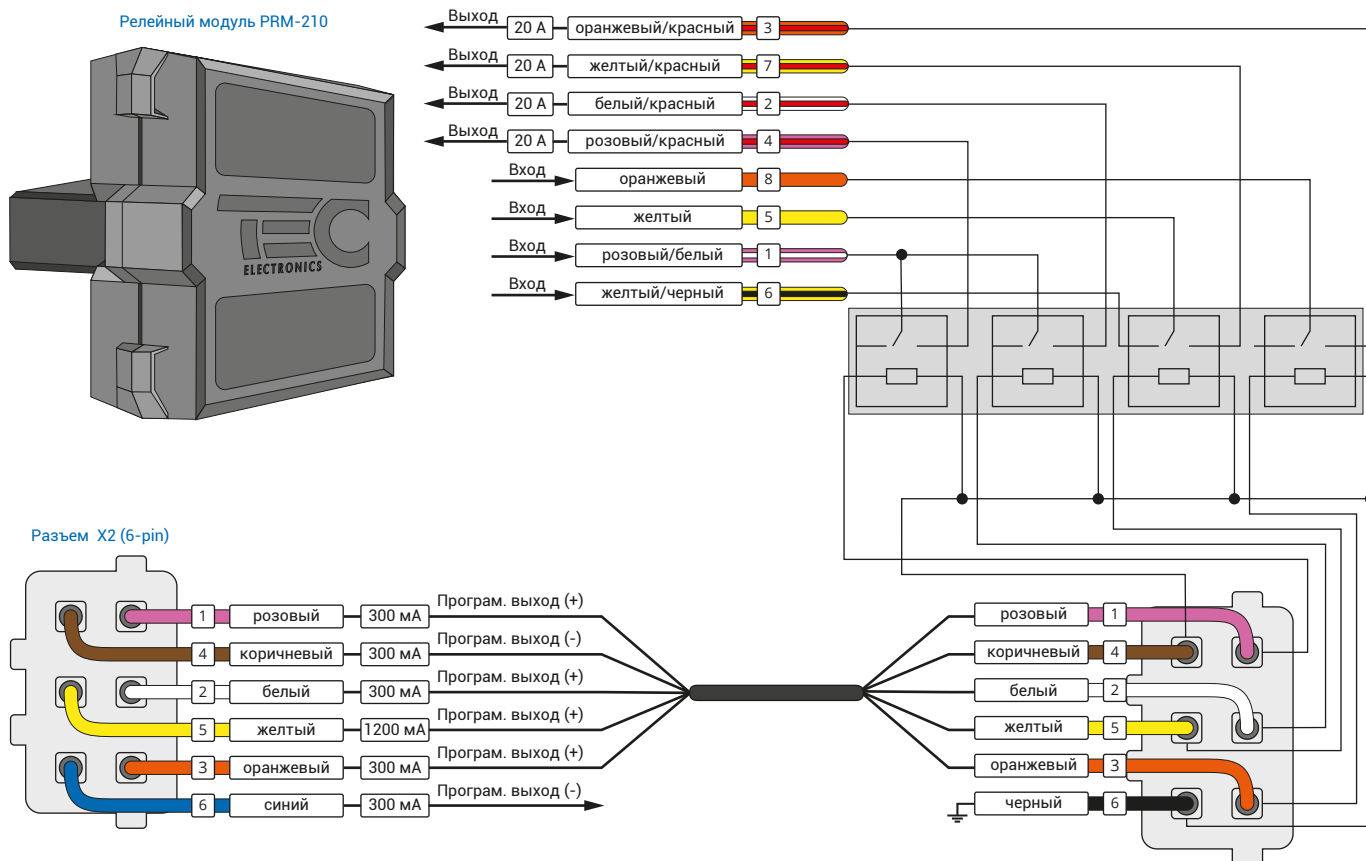 Релейный модуль PRM-210
TEC
ELECTRONICS
Выход 20 А оранжевый/красный 3
Выход 20 А желтый/красный 7
Выход 20 А белый/красный 2
Выход 20 А розовый/красный 4
Вход оранжевый 8
Вход желтый 5
Вход розовый/белый 1
Вход желтый/черный 6
Разъем X2 (6-pin)
1 розовый 300 мА Програм. выход (+)
4 коричневый 300 мА Програм. выход (-)
2 белый 300 мА Програм. выход (+)
5 желтый 1200 мА Програм. выход (+)
3 оранжевый 300 мА Програм. выход (+)
6 синий 300 мА Програм. выход (-)
розовый 1
коричневый 4
белый 2
желтый 5
оранжевый 3
черный 6